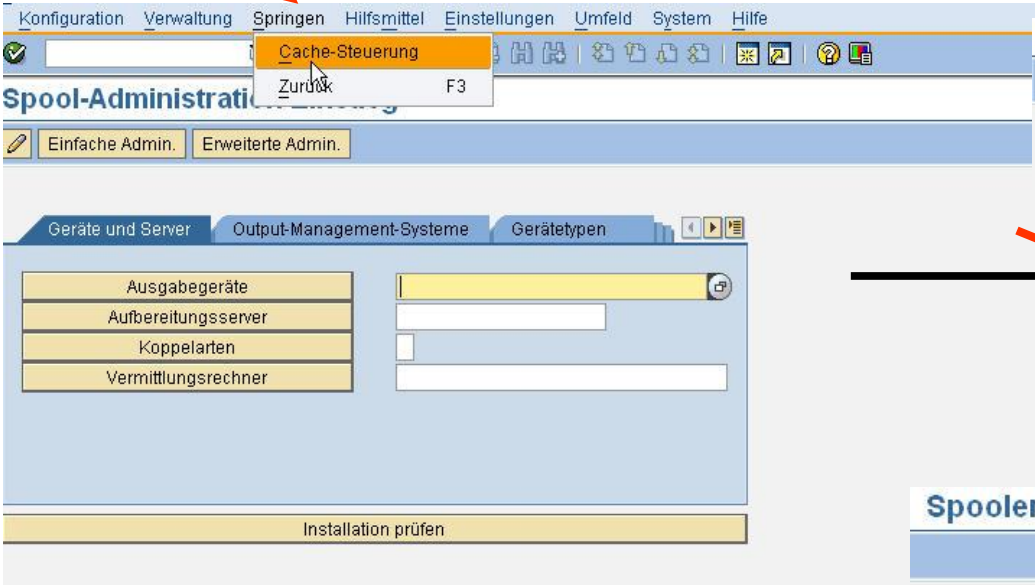 Konfiguration Verwaltung Springen Hilfsmittel Einstellungen Umfeld System Hilfe
Cache-Steuerung
Zurück F3
Spool-Administration
Einfache Admin. Erweiterte Admin.
Geräte und Server Output-Management-Systeme Gerätetypen
Ausgabegeräte
Aufbereitungsserver
Koppelarten
Vermittlungsrechner
Installation prüfen
Spooler